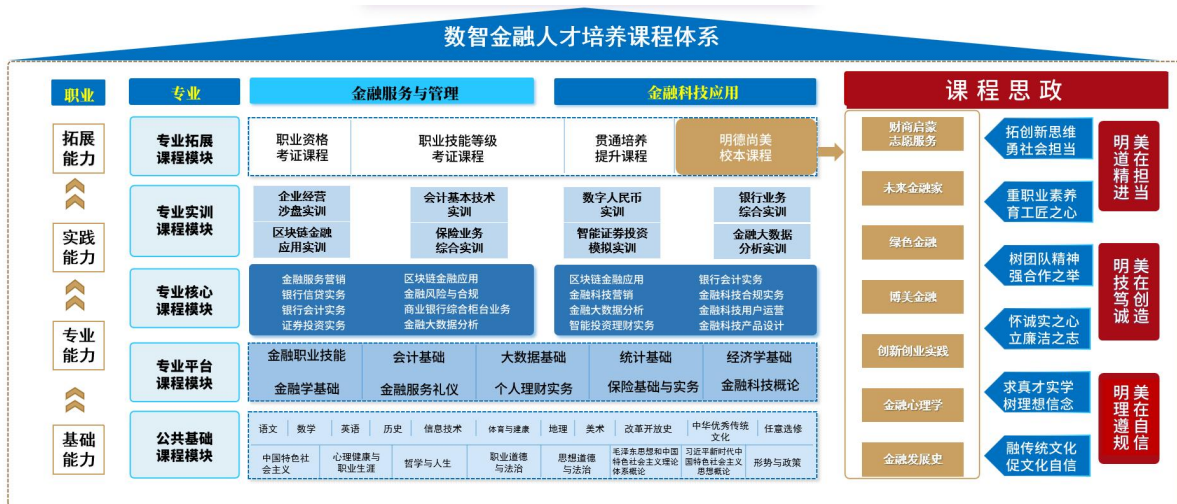 数智金融人才培养课程体系
职业
专业
金融服务与管理
金融科技应用
课程思政
拓展
能力
实践
能力
专业
能力
基础
能力
专业拓展
课程模块
职业资格
考证课程
职业技能等级
考证课程
贯通培养
提升课程
明德尚美
校本课程
专业实训
课程模块
企业经营
沙盘实训
会计基本技术
实训
数字人民币
实训
银行业务
综合实训
区块链金融
应用实训
保险业务
综合实训
智能证券投资
模拟实训
金融大数据
分析实训
专业核心
课程模块
金融服务营销
银行信贷实务
银行会计实务
证券投资实务
区块链金融应用
金融风险与合规
商业银行综合柜台业务
金融大数据分析
区块链金融应用
金融科技营销
金融大数据分析
智能投资理财实务
银行会计实务
金融科技合规实务
金融科技用户运营
金融科技产品设计
专业平台
课程模块
金融职业技能
会计基础
大数据基础
统计基础
经济学基础
金融学基础
金融服务礼仪
个人理财实务
保险基础与实务
金融科技概论
公共基础
课程模块
语文
数学
英语
历史
信息技术
体育与健康
地理
美术
改革开放史
中华优秀传统
文化
任意选修
中国特色社
会主义
心理健康与
职业生涯
哲学与人生
职业道德
与法治
思想道德
与法治
毛泽东思想和中国
特色社会主义理论
体系概论
习近平新时代中
国特色社会主义
思想概论
形势与政策
财商启蒙
志愿服务
未来金融家
绿色金融
博美金融
创新创业实践
金融心理学
金融发展史
拓创新思维
勇社会担当
重职业素养
育工匠之心
树团队精神
强合作之举
怀诚实之心
立廉洁之志
求真才实学
树理想信念
融传统文化
促文化自信
美在担当
明道精进
美在创造
明技笃诚
美在自信
明理遵规